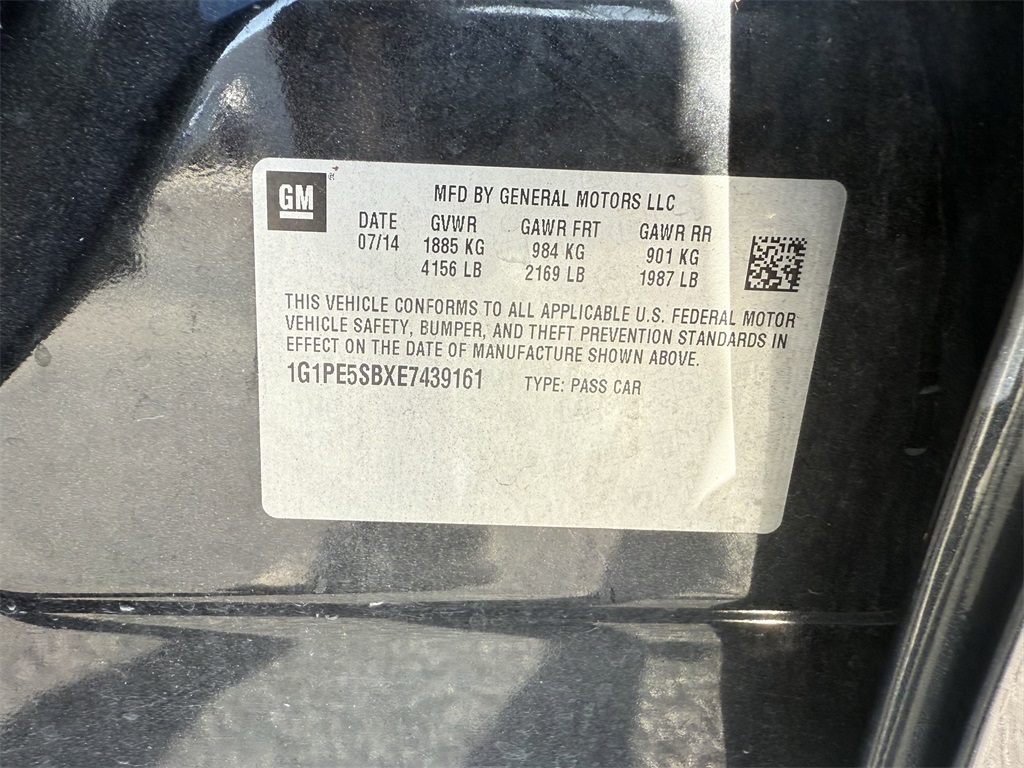 GM
MFD BY GENERAL MOTORS LLC
DATE GVWR GAWR FRT GAWR RR
07/14 1885 KG 984 KG 901 KG
4156 LB 2169 LB 1987 LB
THIS VEHICLE CONFORMS TO ALL APPLICABLE U.S. FEDERAL MOTOR
VEHICLE SAFETY, BUMPER, AND THEFT PREVENTION STANDARDS IN
EFFECT ON THE DATE OF MANUFACTURE SHOWN ABOVE.
1G1PE5SBXE7439161 TYPE: PASS CAR